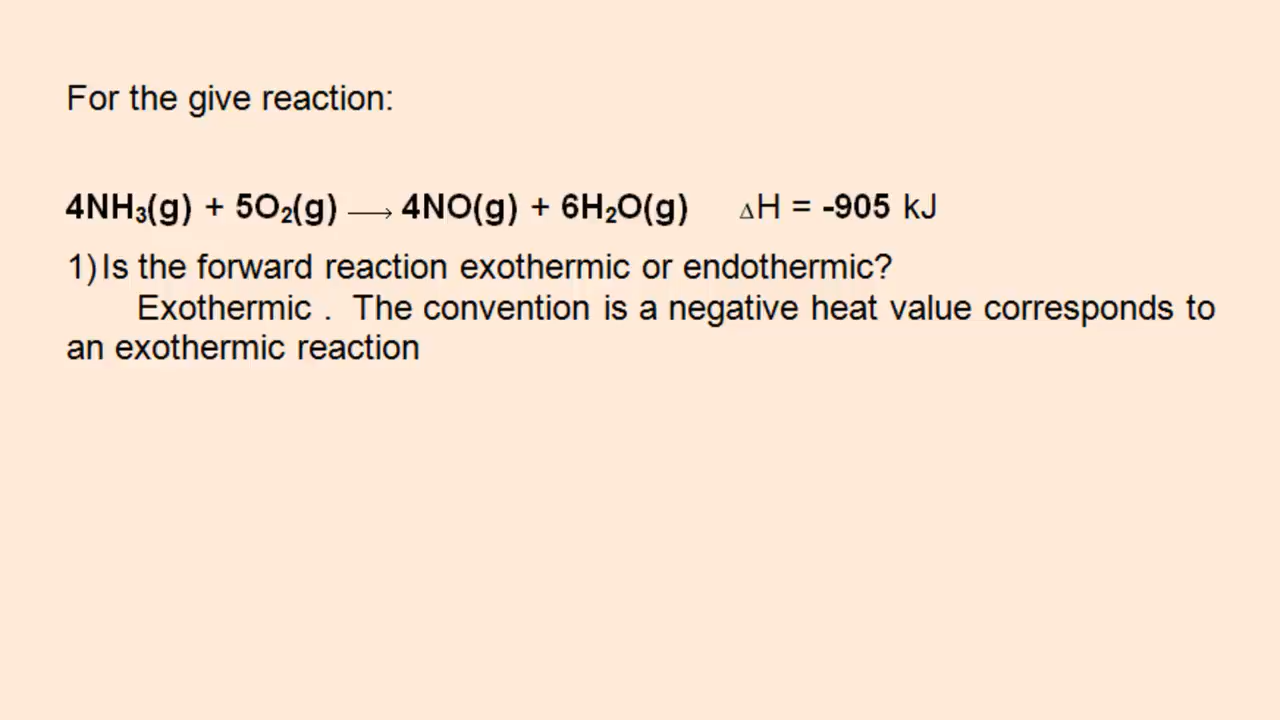 For the give reaction:
4NH₃(g) + 5O₂(g) ⟶ 4NO(g) + 6H₂O(g) ΔH = -905 kJ
1) Is the forward reaction exothermic or endothermic?
Exothermic . The convention is a negative heat value corresponds to
an exothermic reaction